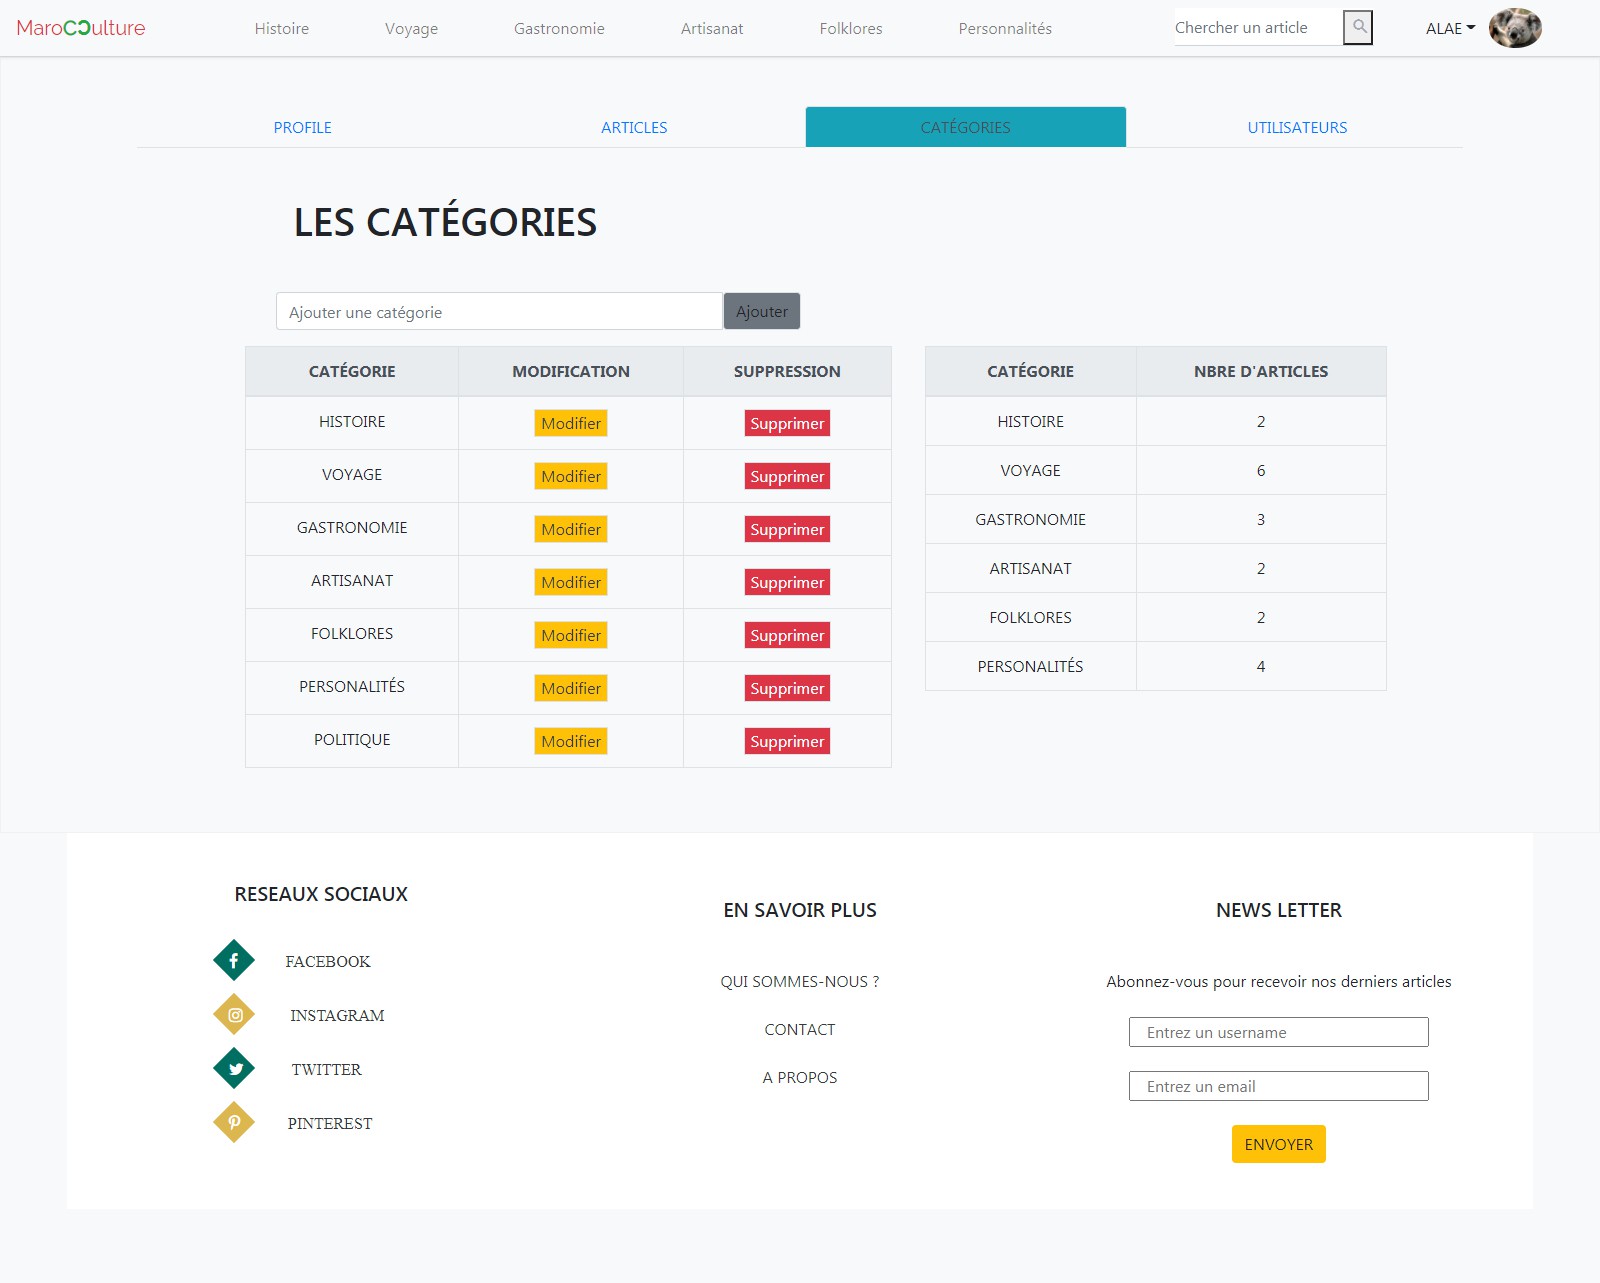 MaroCCulture Histoire Voyage Gastronomie Artisanat Folklores Personnalités Chercher un article ALAE
PROFILE ARTICLES CATÉGORIES UTILISATEURS
LES CATÉGORIES
Ajouter une catégorie Ajouter
CATÉGORIE MODIFICATION SUPPRESSION
HISTOIRE Modifier Supprimer
VOYAGE Modifier Supprimer
GASTRONOMIE Modifier Supprimer
ARTISANAT Modifier Supprimer
FOLKLORES Modifier Supprimer
PERSONALITÉS Modifier Supprimer
POLITIQUE Modifier Supprimer
CATÉGORIE NBRE D'ARTICLES
HISTOIRE 2
VOYAGE 6
GASTRONOMIE 3
ARTISANAT 2
FOLKLORES 2
PERSONALITÉS 4
RESEAUX SOCIAUX
FACEBOOK
INSTAGRAM
TWITTER
PINTEREST
EN SAVOIR PLUS
QUI SOMMES-NOUS ?
CONTACT
A PROPOS
NEWS LETTER
Abonnez-vous pour recevoir nos derniers articles
Entrez un username
Entrez un email
ENVOYER